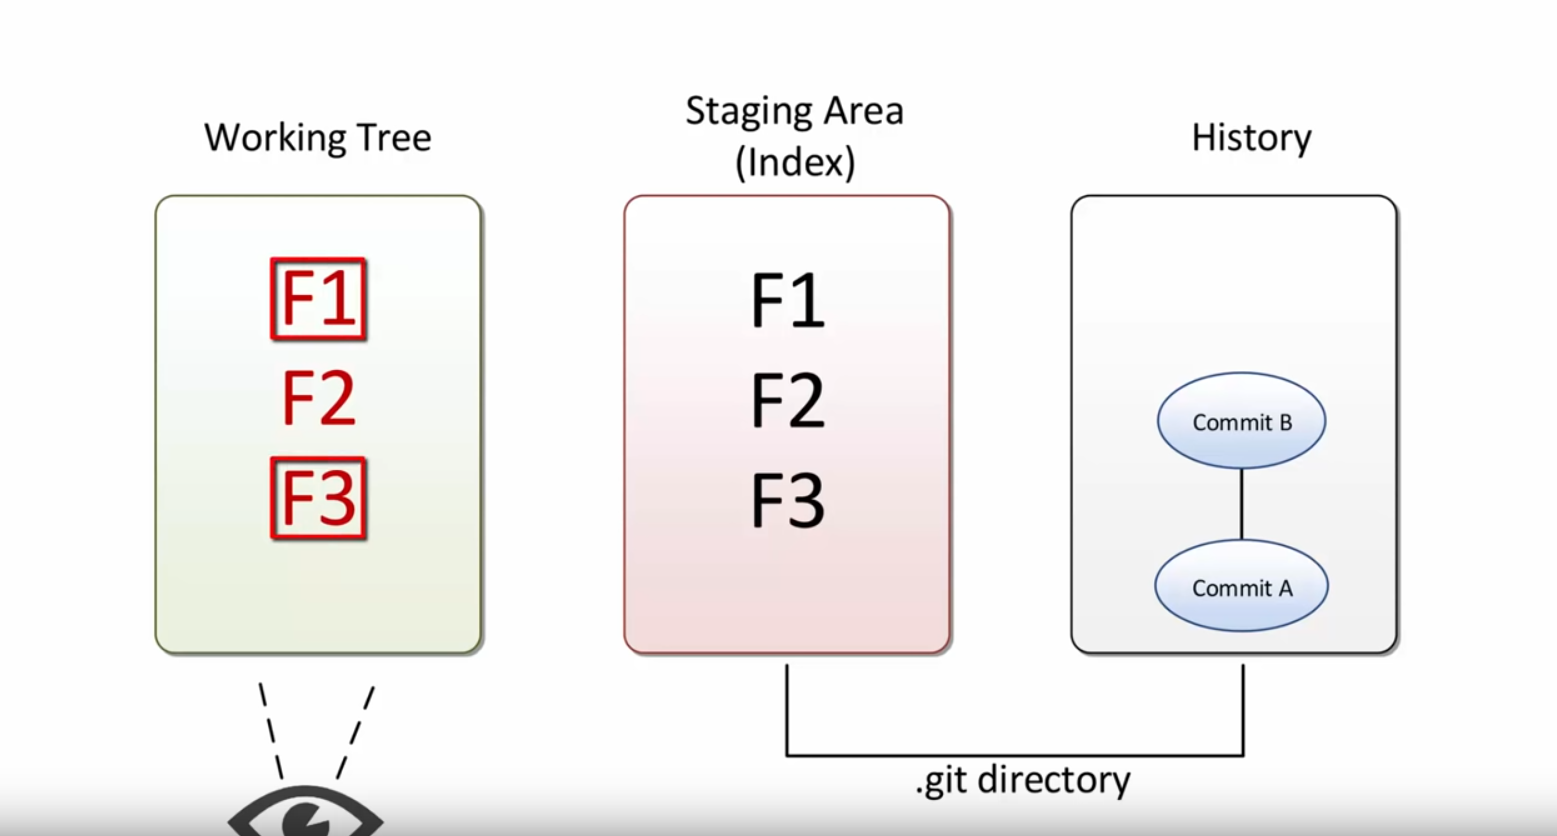 Working Tree
Staging Area
(Index)
History
F1
F2
F3
F1
F2
F3
Commit B
Commit A
.git directory